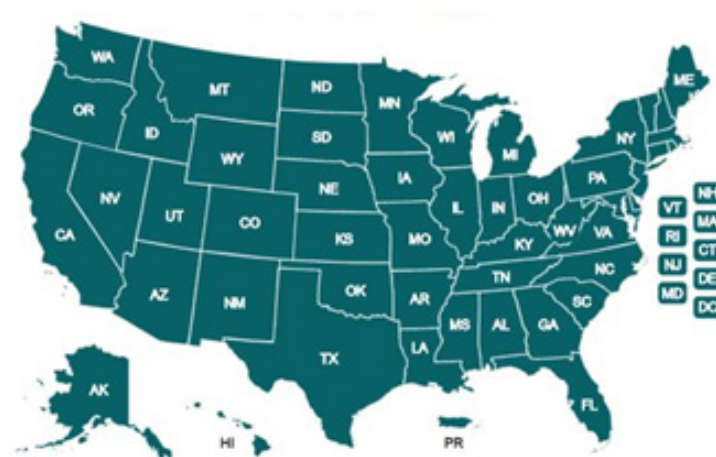 WA
MT
ND
MN
ME
OR
ID
SD
WI
NY
WY
MI
IA
PA
NE
NV
OH
IL
IN
NH
UT
CO
VT
WV
VA
MA
CA
KS
MO
KY
RI
CT
NC
TN
NJ
DE
AZ
NM
OK
AR
SC
MD
DC
MS
AL
GA
LA
TX
AK
FL
HI
PR